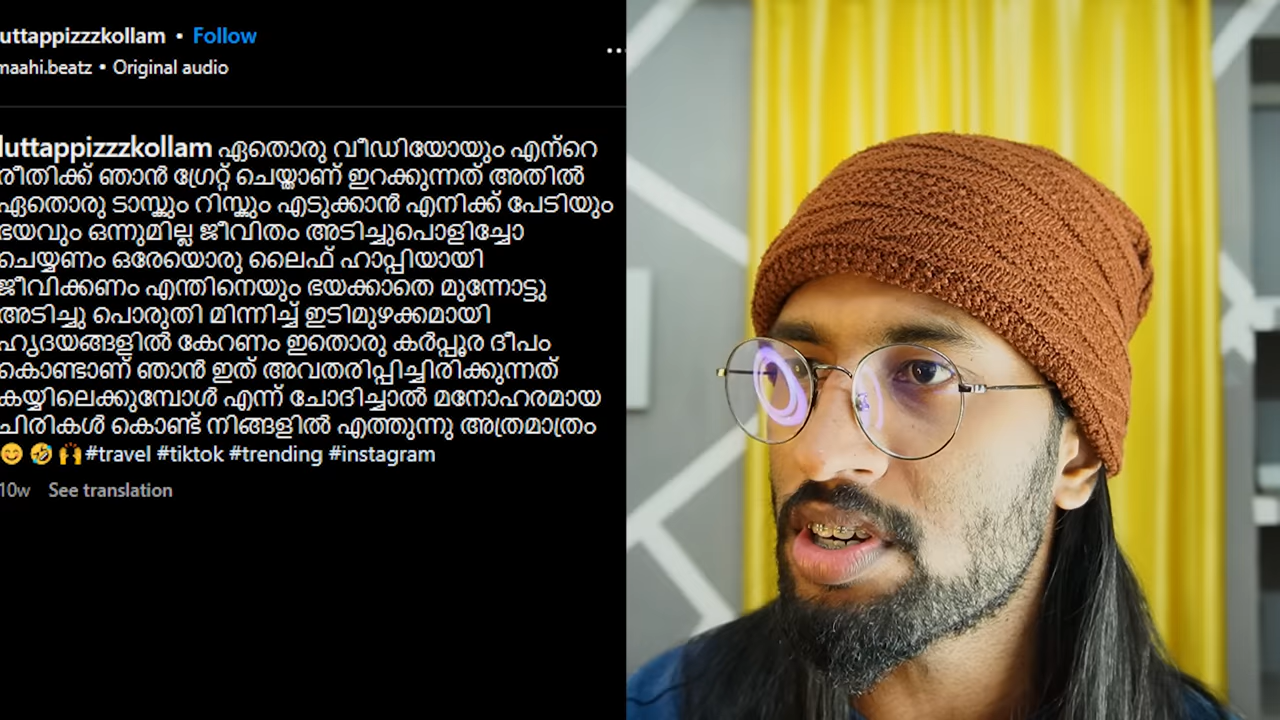 uttappizzzkollam • Follow
...
maahi.beatz • Original audio
luttappizzzkollam ഏതൊരു വീഡിയോയും എന്റെ
രീതിക്ക് ഞാൻ ഗ്രേറ്റ് ചെയ്താണ് ഇറക്കുന്നത് അതിൽ
ഏതൊരു ടാസ്കും റിസ്കും എടുക്കാൻ എനിക്ക് പേടിയും
ഭയവും ഒന്നുമില്ല ജീവിതം അടിച്ചുപൊളിച്ചോ
ചെയ്യണം ഒരേയൊരു ലൈഫ് ഹാപ്പിയായി
ജീവിക്കണം എന്തിനെയും ഭയക്കാതെ മുന്നോട്ടു
അടിച്ചു പൊരുതി മിന്നിച്ച് ഇടിമുഴക്കമായി
ഹൃദയങ്ങളിൽ കേറണം ഇതൊരു കർപ്പൂര ദീപം
കൊണ്ടാണ് ഞാൻ ഇത് അവതരിപ്പിച്ചിരിക്കുന്നത്
കയ്യിലെക്കുമ്പോൾ എന്ന് ചോദിച്ചാൽ മനോഹരമായ
ചിരികൾ കൊണ്ട് നിങ്ങളിൽ എത്തുന്നു അത്രമാത്രം
😊 🤣 🙌 #travel #tiktok #trending #instagram
10w See translation